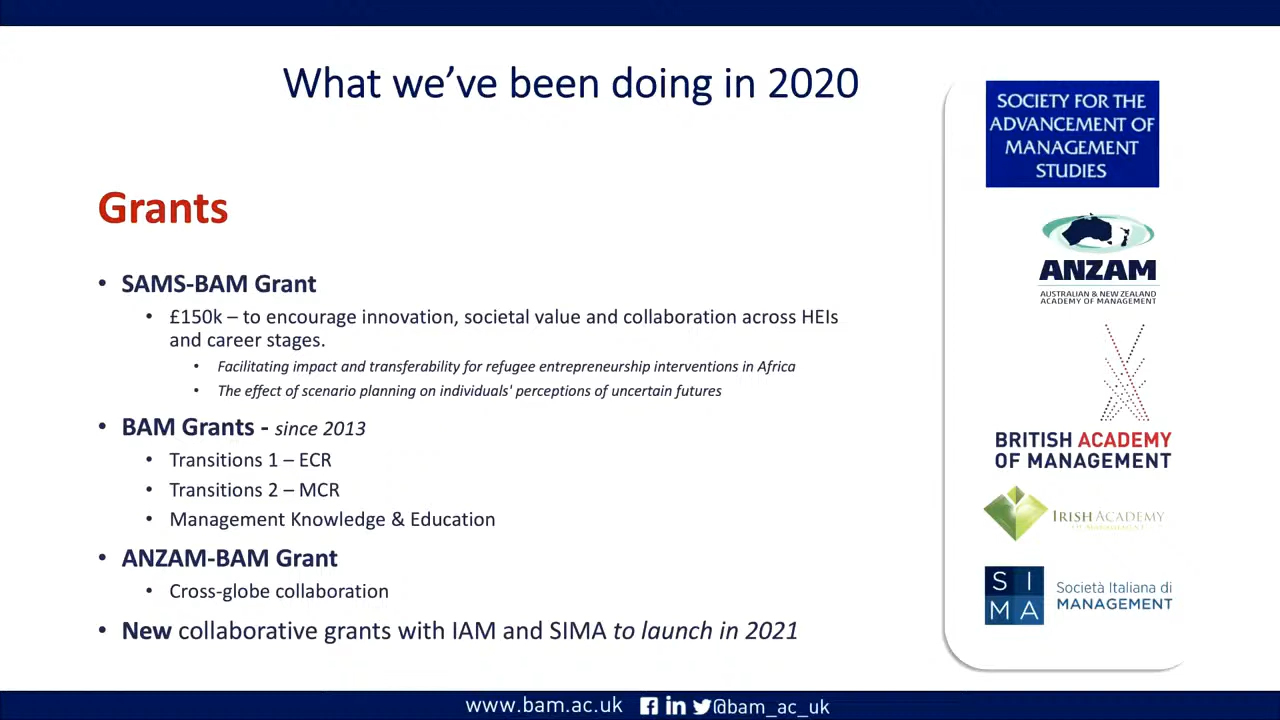 What we've been doing in 2020
Grants
• SAMS-BAM Grant
• £150k – to encourage innovation, societal value and collaboration across HEIs
and career stages.
• Facilitating impact and transferability for refugee entrepreneurship interventions in Africa
• The effect of scenario planning on individuals' perceptions of uncertain futures
• BAM Grants - since 2013
• Transitions 1 – ECR
• Transitions 2 – MCR
• Management Knowledge & Education
• ANZAM-BAM Grant
• Cross-globe collaboration
• New collaborative grants with IAM and SIMA to launch in 2021
SOCIETY FOR THE
ADVANCEMENT OF
MANAGEMENT
STUDIES
ANZAM
AUSTRALIAN & NEW ZEALAND
ACADEMY OF MANAGEMENT
BRITISH ACADEMY
OF MANAGEMENT
IRISH ACADEMY
OF MANAGEMENT
SI
MA
Società Italiana di
MANAGEMENT
www.bam.ac.uk
@bam_ac_uk